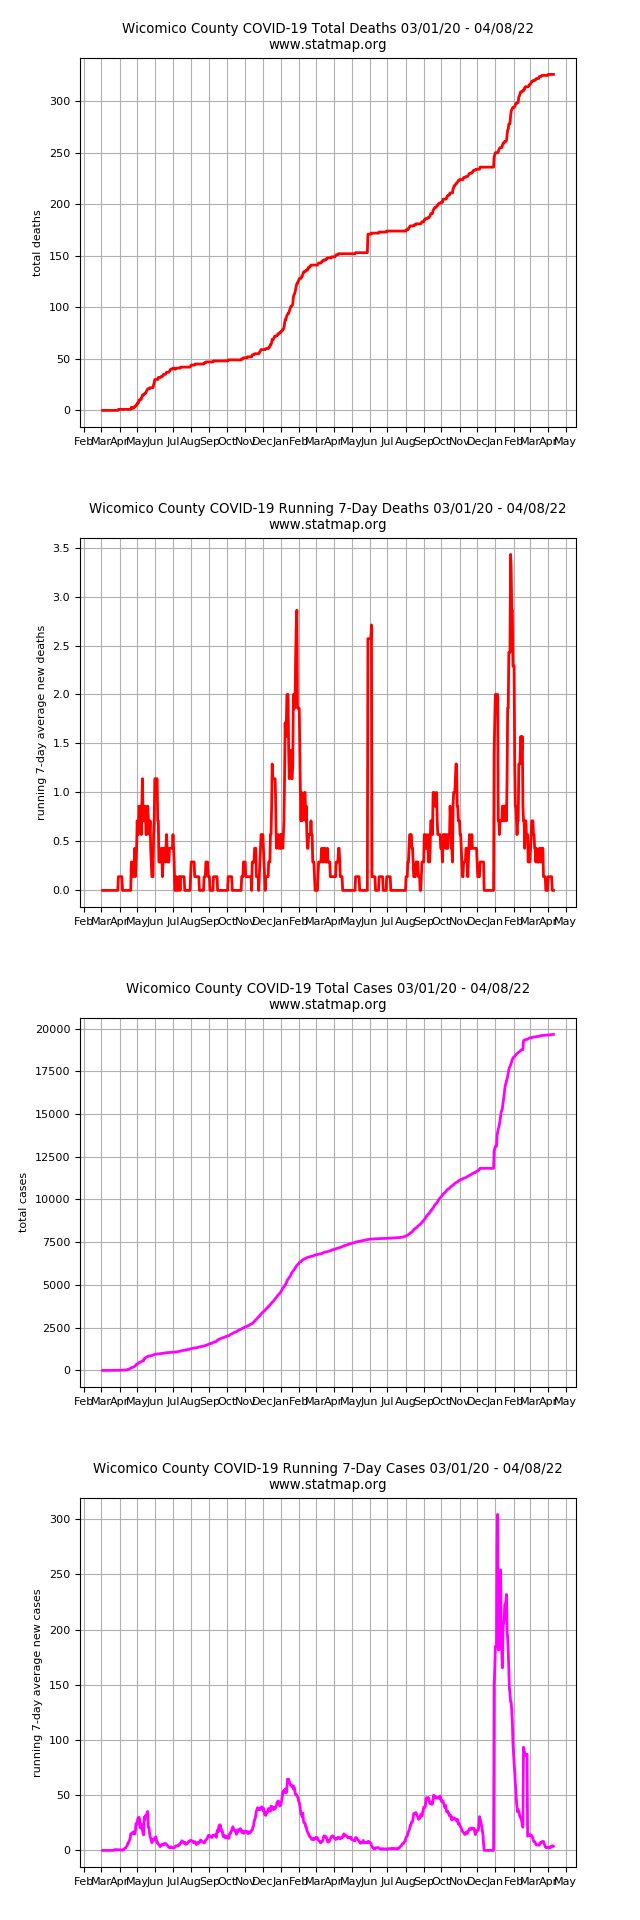 Wicomico County COVID-19 Total Deaths 03/01/20 - 04/08/22
www.statmap.org
300
250
200
150
100
50
0
total deaths
Feb Mar Apr May Jun Jul Aug Sep Oct Nov Dec Jan Feb Mar Apr May Jun Jul Aug Sep Oct Nov Dec Jan Feb Mar Apr May
Wicomico County COVID-19 Running 7-Day Deaths 03/01/20 - 04/08/22
www.statmap.org
3.5
3.0
2.5
2.0
1.5
1.0
0.5
0.0
running 7-day average new deaths
Feb Mar Apr May Jun Jul Aug Sep Oct Nov Dec Jan Feb Mar Apr May Jun Jul Aug Sep Oct Nov Dec Jan Feb Mar Apr May
Wicomico County COVID-19 Total Cases 03/01/20 - 04/08/22
www.statmap.org
20000
17500
15000
12500
10000
7500
5000
2500
0
total cases
Feb Mar Apr May Jun Jul Aug Sep Oct Nov Dec Jan Feb Mar Apr May Jun Jul Aug Sep Oct Nov Dec Jan Feb Mar Apr May
Wicomico County COVID-19 Running 7-Day Cases 03/01/20 - 04/08/22
www.statmap.org
300
250
200
150
100
50
0
running 7-day average new cases
Feb Mar Apr May Jun Jul Aug Sep Oct Nov Dec Jan Feb Mar Apr May Jun Jul Aug Sep Oct Nov Dec Jan Feb Mar Apr May